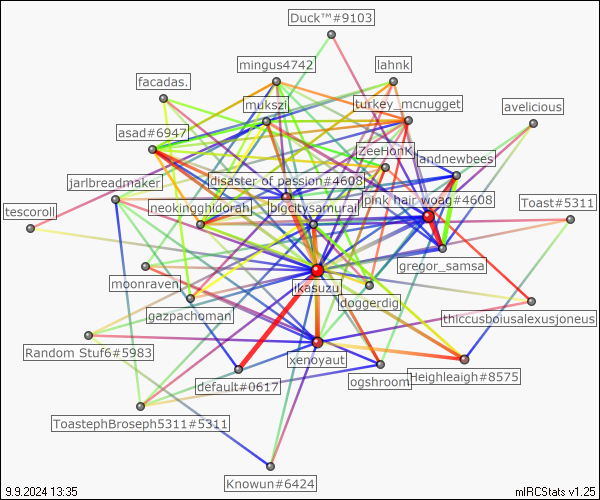 Duck™#9103
mingus4742
lahnk
facadas.
mukszi
turkey_mcnugget
avelicious
asad#6947
ZeeHonK
bandnewbees
jarlbreadmaker
disaster of passion#4608
[pink hair woag#4608
Toast#5311
tescoroll
neokingghidorah
bigcitysamurai
gregor_samsa
moonraven
ikasuzu
doggerdig
gazpachoman
thiccusboiusalexusjoneus
Random Stuf6#5983
xenoyaut
default#0617
ogshroom
Heighleigh#8575
ToastephBroseph5311#5311
Knowun#6424
9.9.2024 13:35
mIRCStats v1.25